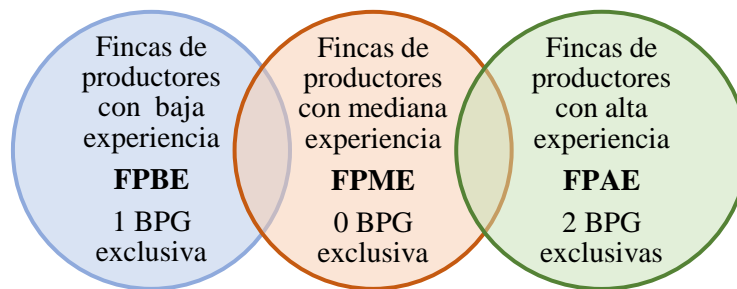 Fincas de
productores
con baja
experiencia
FPBE
1 BPG
exclusiva
Fincas de
productores
con mediana
experiencia
FPME
0 BPG
exclusiva
Fincas de
productores
con alta
experiencia
FPAE
2 BPG
exclusivas